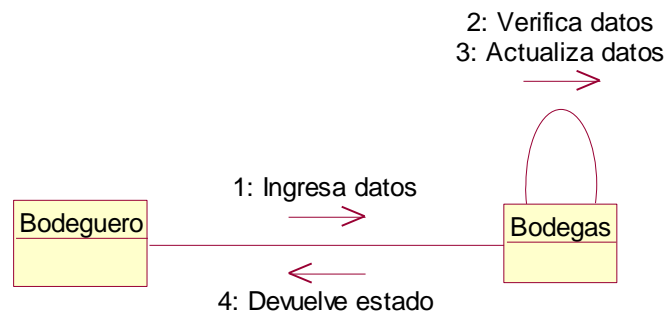 2: Verifica datos
3: Actualiza datos
1: Ingresa datos
Bodeguero
Bodegas
4: Devuelve estado